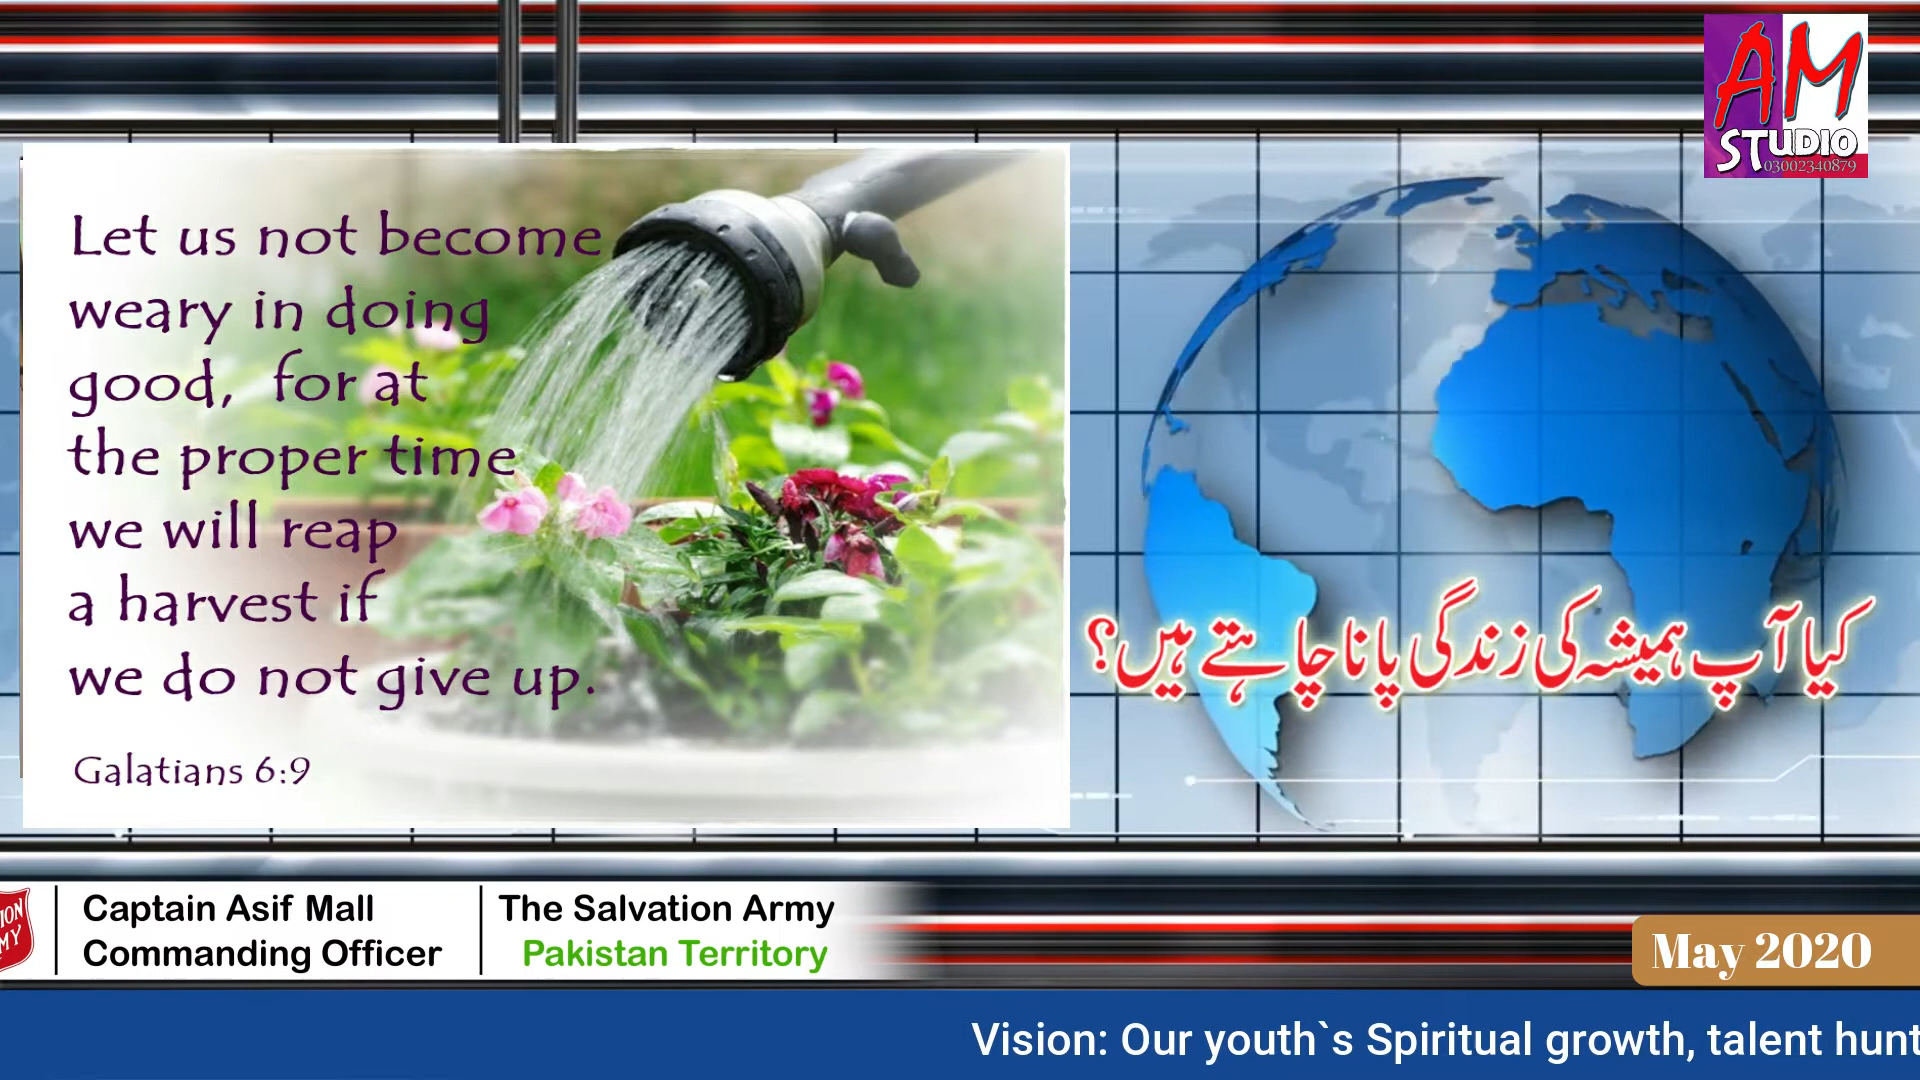 AM
STUDIO
03002340879
Let us not become
weary in doing
good, for at
the proper time
we will reap
a harvest if
we do not give up.
Galatians 6:9
کیا آپ ہمیشہ کی زندگی پانا چاہتے ہیں؟
ION
MY
Captain Asif Mall
Commanding Officer
The Salvation Army
Pakistan Territory
May 2020
Vision: Our youth`s Spiritual growth, talent hunt